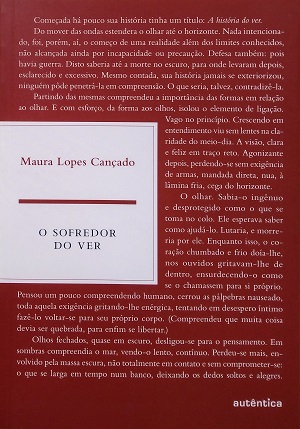 Começada há pouco sua história tinha um título: A história do ver.
Do mover das ondas estendera o olhar até o horizonte. Nada intenciona-
do, foi, porém, aí, o começo de uma realidade além dos limites conhecidos,
não alcançada ainda por incapacidade ou precaução. Defesa também: pois
havia guerra. Disto saberia até a morte no escuro, para onde levaram depois,
esclarecido e excessivo. Mesmo contada, sua história jamais se exteriorizou,
ninguém pôde penetrá-la em compreensão. O que seria, talvez, contradizê-la.
Partindo das mesmas compreendeu a importância das formas em relação
ao olhar. E com esforço, da forma aos olhos, isolou o elemento de ligação.
Vago no princípio. Crescendo em
entendimento viu sem lentes na cla-
ridade do meio-dia. A visão, clara
e feliz em traço reto. Agonizante
depois, perdendo-se sem exigência
de armas, mandada direta, nua, à
lâmina fria, cega do horizonte.
O olhar. Sabia-o ingênuo
e desprotegido como o que se
toma no colo. Ele esperava saber
como ajudá-lo. Lutaria, e morre-
ria por ele. Enquanto isso, o co-
ração chumbado e frio doía-lhe,
nos ouvidos gritavam-lhe de
dentro, ensurdecendo-o como
se o chamassem para si próprio.
Maura Lopes Cançado
O SOFREDOR
DO VER
Pensou um pouco compreendendo humano, cerrou as pálpebras nauseado,
toda aquela exigência gritando-lhe enérgica, tentando em desespero íntimo
fazê-lo voltar-se para seu próprio corpo. (Compreendeu que muita coisa
devia ser quebrada, para enfim se libertar.)
Olhos fechados, quase em escuro, desligou-se para o pensamento. Em
sombras compreendia o mar, vendo-o lento, contínuo. Perdeu-se mais, en-
volvido pela massa escura, não totalmente em contato e sem comprometer-se:
o que se larga em tempo num banco, deixando os dedos soltos e alegres.
autêntica